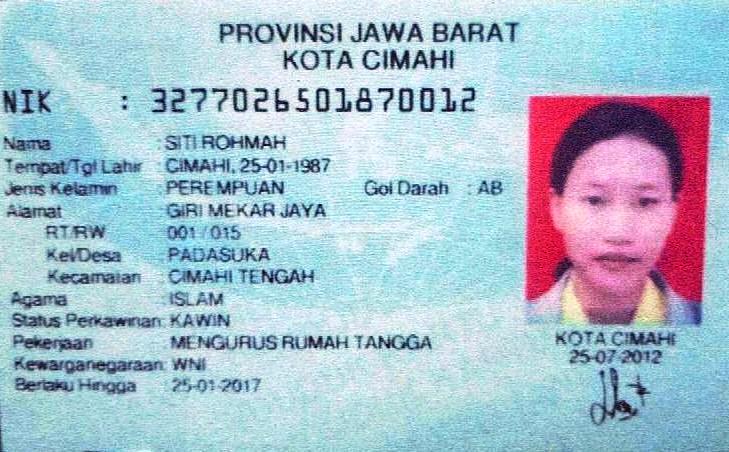 PROVINSI JAWA BARAT
KOTA CIMAHI
NIK : 3277026501870012
Nama : SITI ROHMAH
Tempat/Tgl Lahir : CIMAHI, 25-01-1987
Jenis Kelamin : PEREMPUAN Gol Darah : AB
Alamat : GIRI MEKAR JAYA
RT/RW : 001 / 015
Kel/Desa : PADASUKA
Kecamatan : CIMAHI TENGAH
Agama : ISLAM
Status Perkawinan: KAWIN
Pekerjaan : MENGURUS RUMAH TANGGA
Kewarganegaraan: WNI
Berlaku Hingga : 25-01-2017
KOTA CIMAHI
25-07-2012